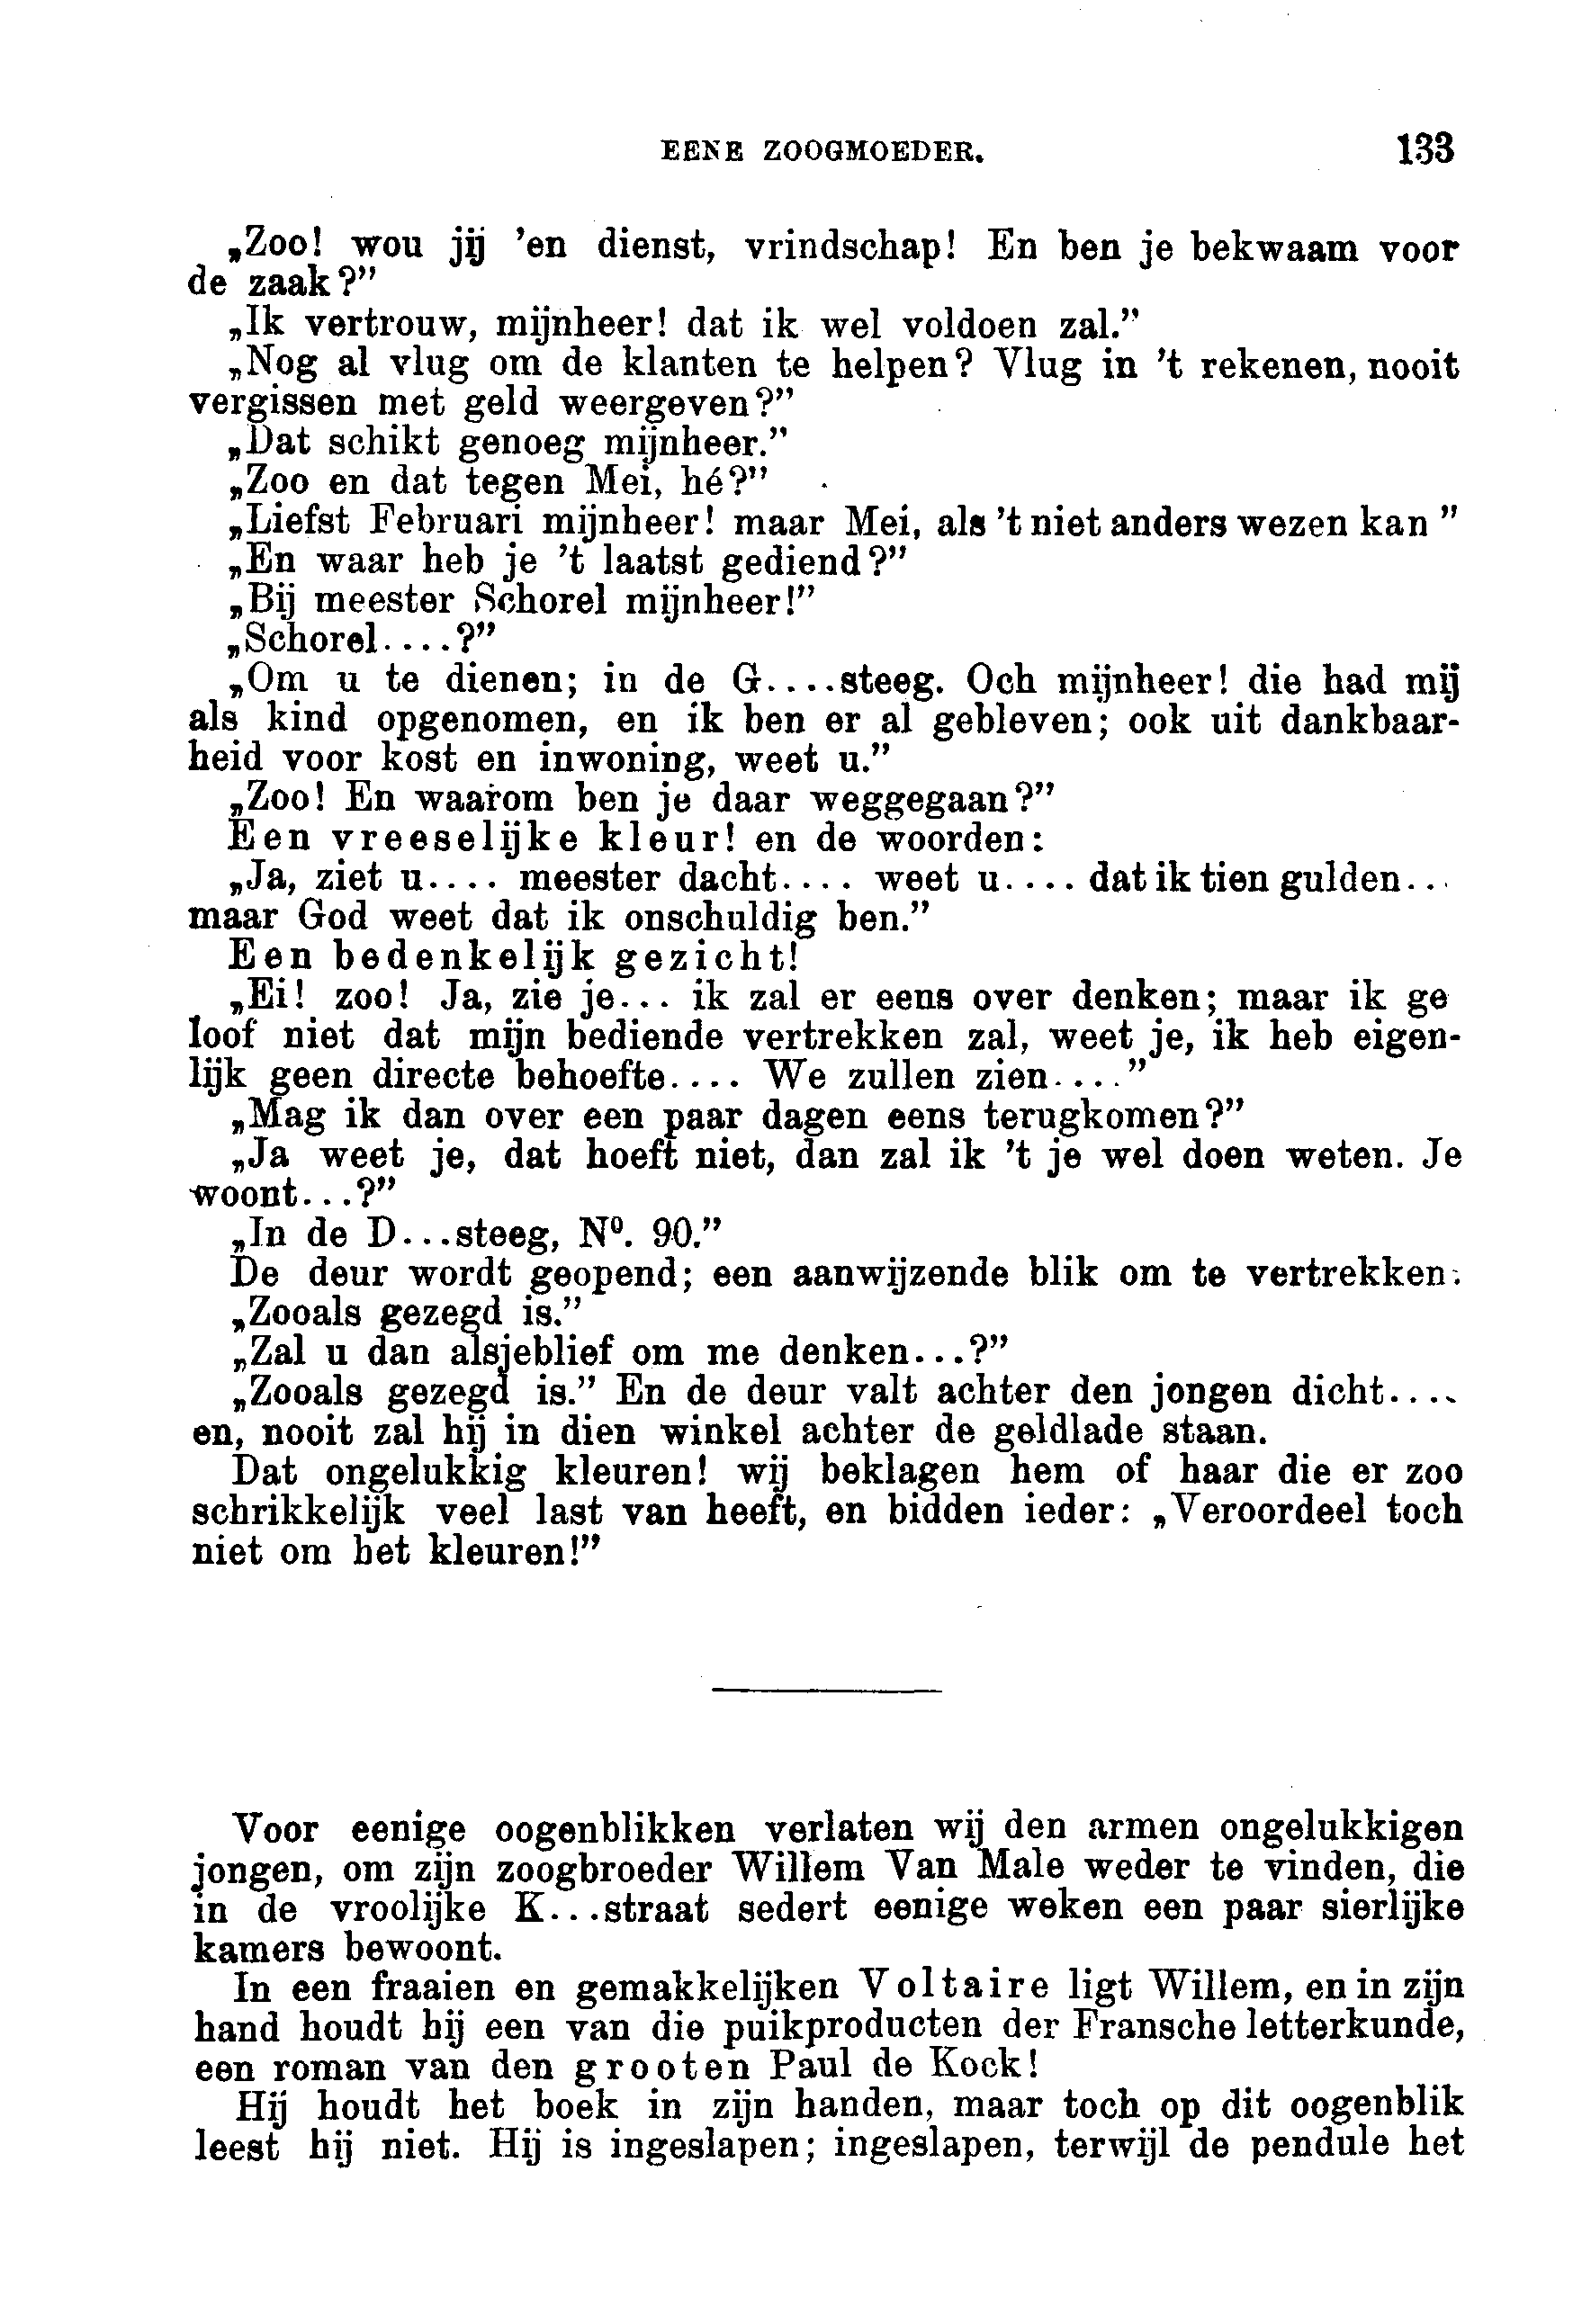 EENE ZOOGMOEDER. 133
„Zoo! wou jij 'en dienst, vrindschap! En ben je bekwaam voor
de zaak?”
„Ik vertrouw, mijnheer! dat ik wel voldoen zal.”
„Nog al vlug om de klanten te helpen? Vlug in 't rekenen, nooit
vergissen met geld weergeven?”
„Dat schikt genoeg mijnheer.”
„Zoo en dat tegen Mei, hé?”
„Liefst Februari mijnheer! maar Mei, als 't niet anders wezen kan ”
„En waar heb je 't laatst gediend?”
„Bij meester Schorel mijnheer!”
„Schorel....?”
„Om u te dienen; in de G....steeg. Och mijnheer! die had mij
als kind opgenomen, en ik ben er al gebleven; ook uit dankbaar-
heid voor kost en inwoning, weet u.”
„Zoo! En waarom ben je daar weggegaan?”
Een vreeselijke kleur! en de woorden:
„Ja, ziet u.... meester dacht.... weet u.... dat ik tien gulden...
maar God weet dat ik onschuldig ben.”
Een bedenkelijk gezicht!
„Ei! zoo! Ja, zie je... ik zal er eens over denken; maar ik ge
loof niet dat mijn bediende vertrekken zal, weet je, ik heb eigen-
lijk geen directe behoefte.... We zullen zien....”
„Mag ik dan over een paar dagen eens terugkomen?”
„Ja weet je, dat hoeft niet, dan zal ik 't je wel doen weten. Je
woont...?”
„In de D...steeg, Nº. 90.”
De deur wordt geopend; een aanwijzende blik om te vertrekken:
„Zooals gezegd is.”
„Zal u dan alsjeblief om me denken...?”
„Zooals gezegd is.” En de deur valt achter den jongen dicht....
en, nooit zal hij in dien winkel achter de geldlade staan.
Dat ongelukkig kleuren! wij beklagen hem of haar die er zoo
schrikkelijk veel last van heeft, en bidden ieder: „Veroordeel toch
niet om het kleuren!”
Voor eenige oogenblikken verlaten wij den armen ongelukkigen
jongen, om zijn zoogbroeder Willem Van Male weder te vinden, die
in de vroolijke K...straat sedert eenige weken een paar sierlijke
kamers bewoont.
In een fraaien en gemakkelijken Voltaire ligt Willem, en in zijn
hand houdt hij een van die puikproducten der Fransche letterkunde,
een roman van den grooten Paul de Kock!
Hij houdt het boek in zijn handen, maar toch op dit oogenblik
leest hij niet. Hij is ingeslapen; ingeslapen, terwijl de pendule het